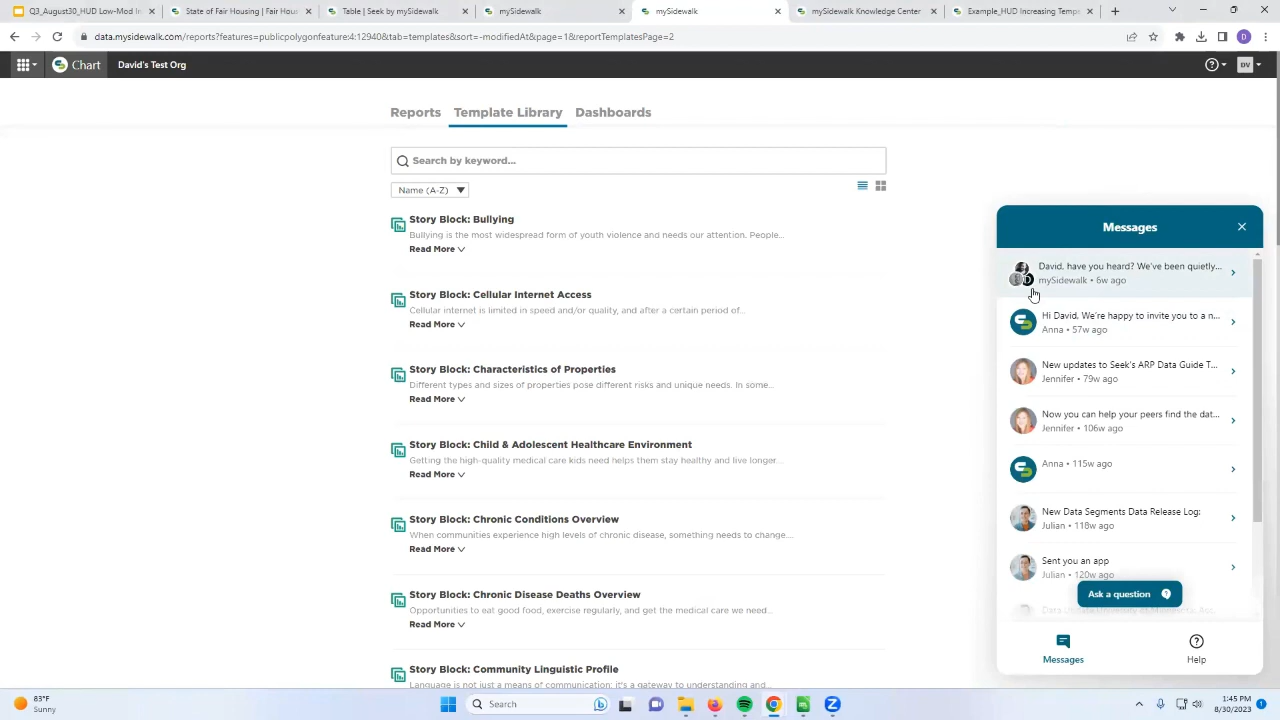 Q3_August_HUD Low-Mod In
State of Fair Housing | Fair Hous
Table | Seek by mySidewalk
mySidewalk
mySidewalk
mySidewalk Knowledge Center
Example_HUD Increasing Temp
data.mysidewalk.com/reports?features=publicpolygonfeature:4:12940&tab=templates&sort=-modifiedAt&page=1&reportTemplatesPage=2
D
Chart
David's Test Org
DV
Reports
Template Library
Dashboards
Search by keyword...
Name (A-Z)
Story Block: Bullying
Bullying is the most widespread form of youth violence and needs our attention. People...
Read More
Story Block: Cellular Internet Access
Cellular internet is limited in speed and/or quality, and after a certain period of...
Read More
Story Block: Characteristics of Properties
Different types and sizes of properties pose different risks and unique needs. In some...
Read More
Story Block: Child & Adolescent Healthcare Environment
Getting the high-quality medical care kids need helps them stay healthy and live longer...
Read More
Story Block: Chronic Conditions Overview
When communities experience high levels of chronic disease, something needs to change....
Read More
Story Block: Chronic Disease Deaths Overview
Opportunities to eat good food, exercise regularly, and get the medical care we need...
Read More
Story Block: Community Linguistic Profile
Language is not just a means of communication; it's a gateway to understanding and...
Messages
David, have you heard? We've been quietly...
mySidewalk • 6w ago
D
Hi David, We're happy to invite you to a n...
Anna • 57w ago
New updates to Seek's ARP Data Guide T...
Jennifer • 79w ago
Now you can help your peers find the dat...
Jennifer • 106w ago
Anna • 115w ago
New Data Segments Data Release Log:
Julian • 118w ago
Sent you an app
Julian • 120w ago
Ask a question
Messages
Help
83°F
Sunny
Search
1:45 PM
8/30/2023